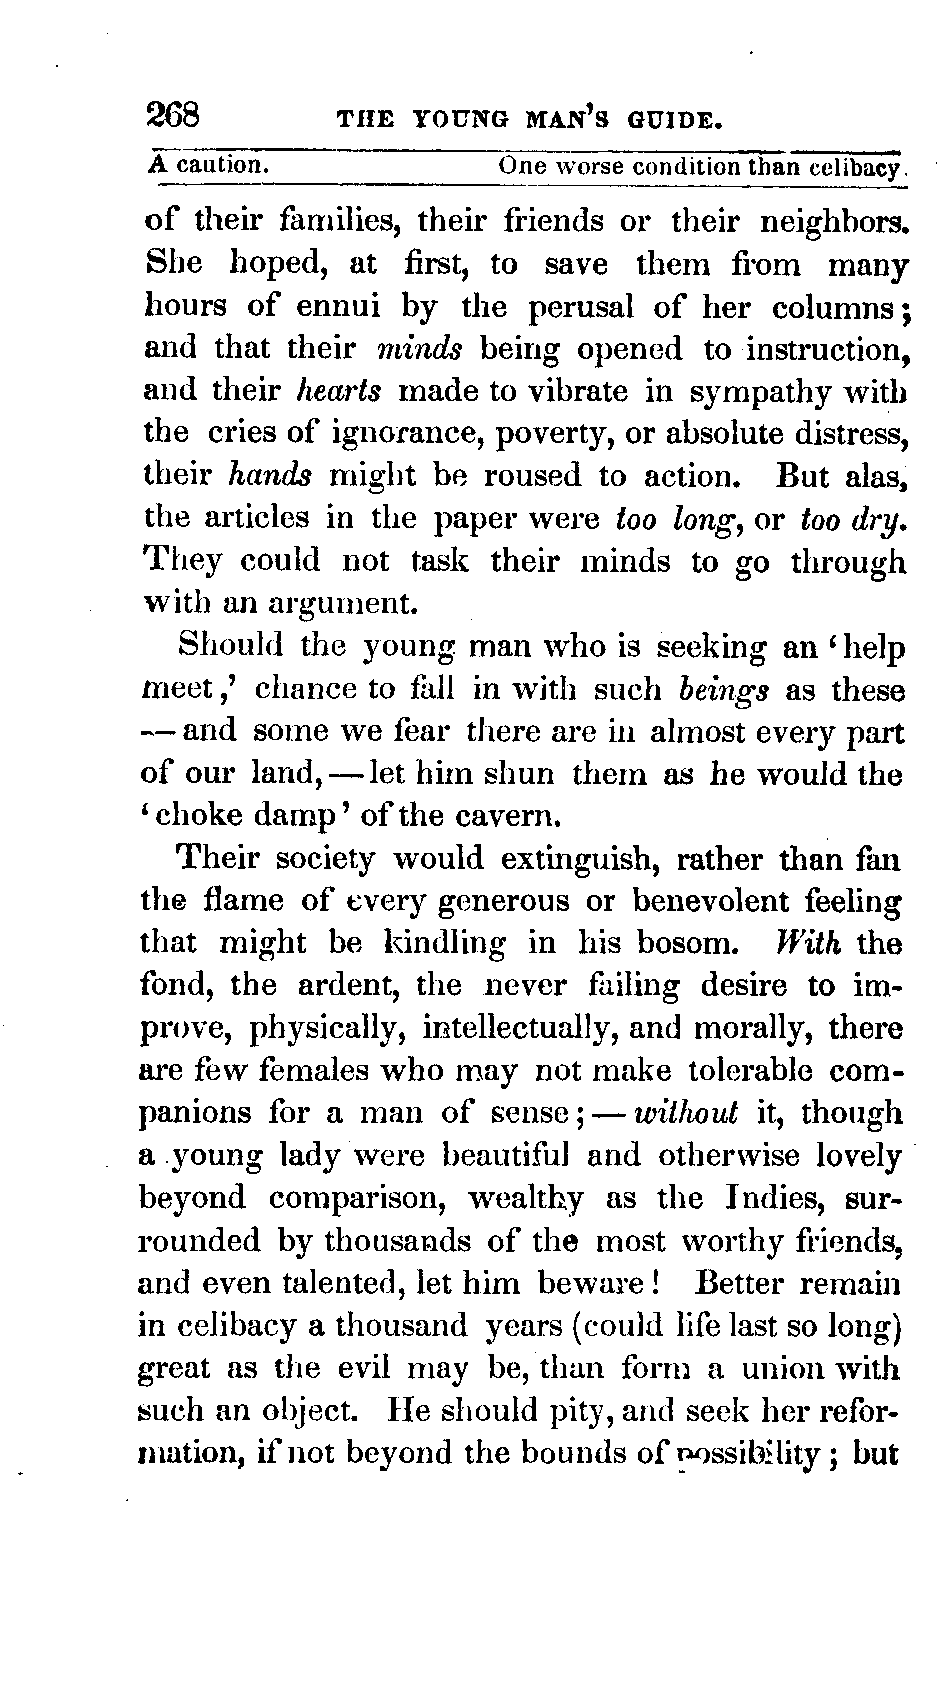 268 THE YOUNG MAN'S GUIDE.
A caution. One worse condition than celibacy.
of their families, their friends or their neighbors.
She hoped, at first, to save them from many
hours of ennui by the perusal of her columns;
and that their minds being opened to instruction,
and their hearts made to vibrate in sympathy with
the cries of ignorance, poverty, or absolute distress,
their hands might be roused to action. But alas,
the articles in the paper were too long, or too dry.
They could not task their minds to go through
with an argument.
Should the young man who is seeking an 'help
meet,' chance to fall in with such beings as these
—and some we fear there are in almost every part
of our land,—let him shun them as he would the
'choke damp' of the cavern.
Their society would extinguish, rather than fan
the flame of every generous or benevolent feeling
that might be kindling in his bosom. With the
fond, the ardent, the never failing desire to im-
prove, physically, intellectually, and morally, there
are few females who may not make tolerable com-
panions for a man of sense;—without it, though
a young lady were beautiful and otherwise lovely
beyond comparison, wealthy as the Indies, sur-
rounded by thousands of the most worthy friends,
and even talented, let him beware! Better remain
in celibacy a thousand years (could life last so long)
great as the evil may be, than form a union with
such an object. He should pity, and seek her refor-
mation, if not beyond the bounds of possibility; but